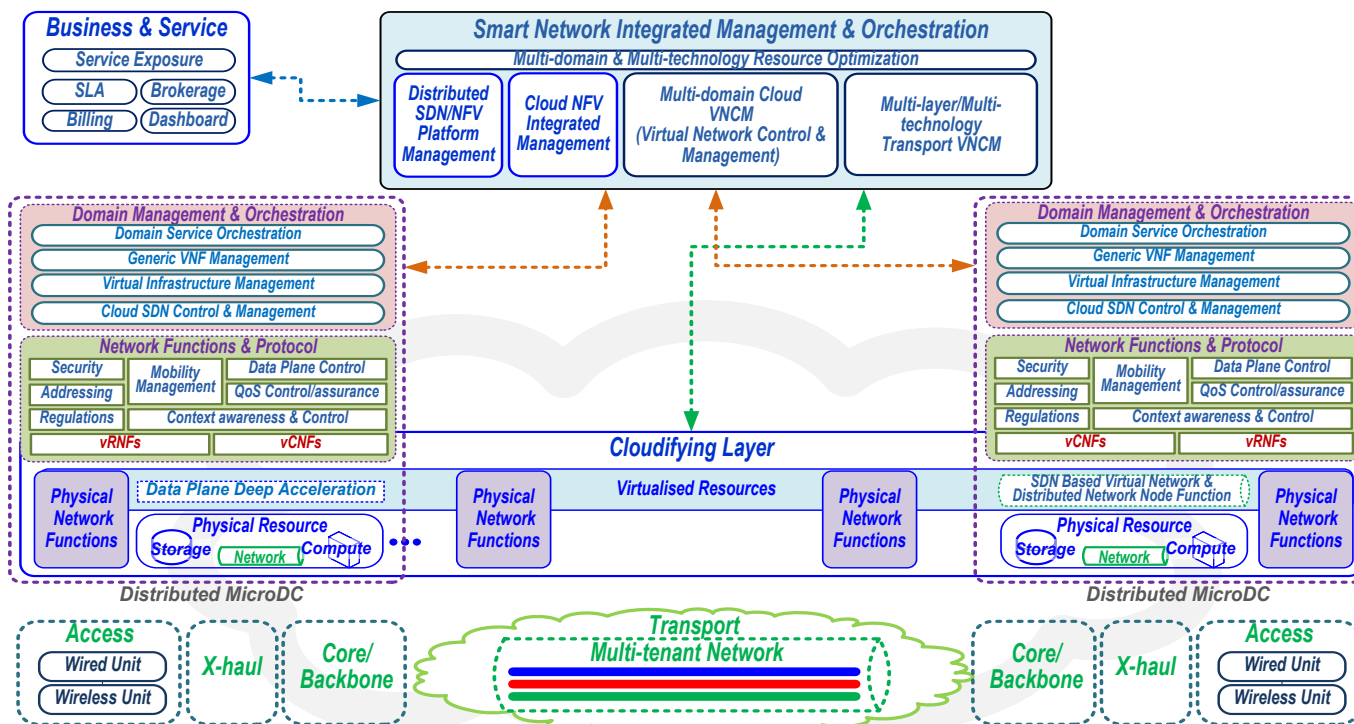 Business & Service
Service Exposure
SLA
Brokerage
Billing
Dashboard
Smart Network Integrated Management & Orchestration
Multi-domain & Multi-technology Resource Optimization
Distributed
SDN/NFV
Platform
Management
Cloud NFV
Integrated
Management
Multi-domain Cloud
VNCM
(Virtual Network Control &
Management)
Multi-layer/Multi-
technology
Transport VNCM
Domain Management & Orchestration
Domain Service Orchestration
Generic VNF Management
Virtual Infrastructure Management
Cloud SDN Control & Management
Network Functions & Protocol
Security
Mobility
Management
Data Plane Control
Addressing
QoS Control/assurance
Regulations
Context awareness & Control
vRNFs
vCNFs
Domain Management & Orchestration
Domain Service Orchestration
Generic VNF Management
Virtual Infrastructure Management
Cloud SDN Control & Management
Network Functions & Protocol
Security
Mobility
Management
Data Plane Control
Addressing
QoS Control/assurance
Regulations
Context awareness & Control
vCNFs
vRNFs
Cloudifying Layer
Physical
Network
Functions
Data Plane Deep Acceleration
Physical Resource
Storage
Network
Compute
Physical
Network
Functions
Virtualised Resources
Physical
Network
Functions
SDN Based Virtual Network &
Distributed Network Node Function
Physical Resource
Storage
Network
Compute
Physical
Network
Functions
Distributed MicroDC
Distributed MicroDC
Access
Wired Unit
Wireless Unit
X-haul
Core/
Backbone
Transport
Multi-tenant Network
Core/
Backbone
X-haul
Access
Wired Unit
Wireless Unit